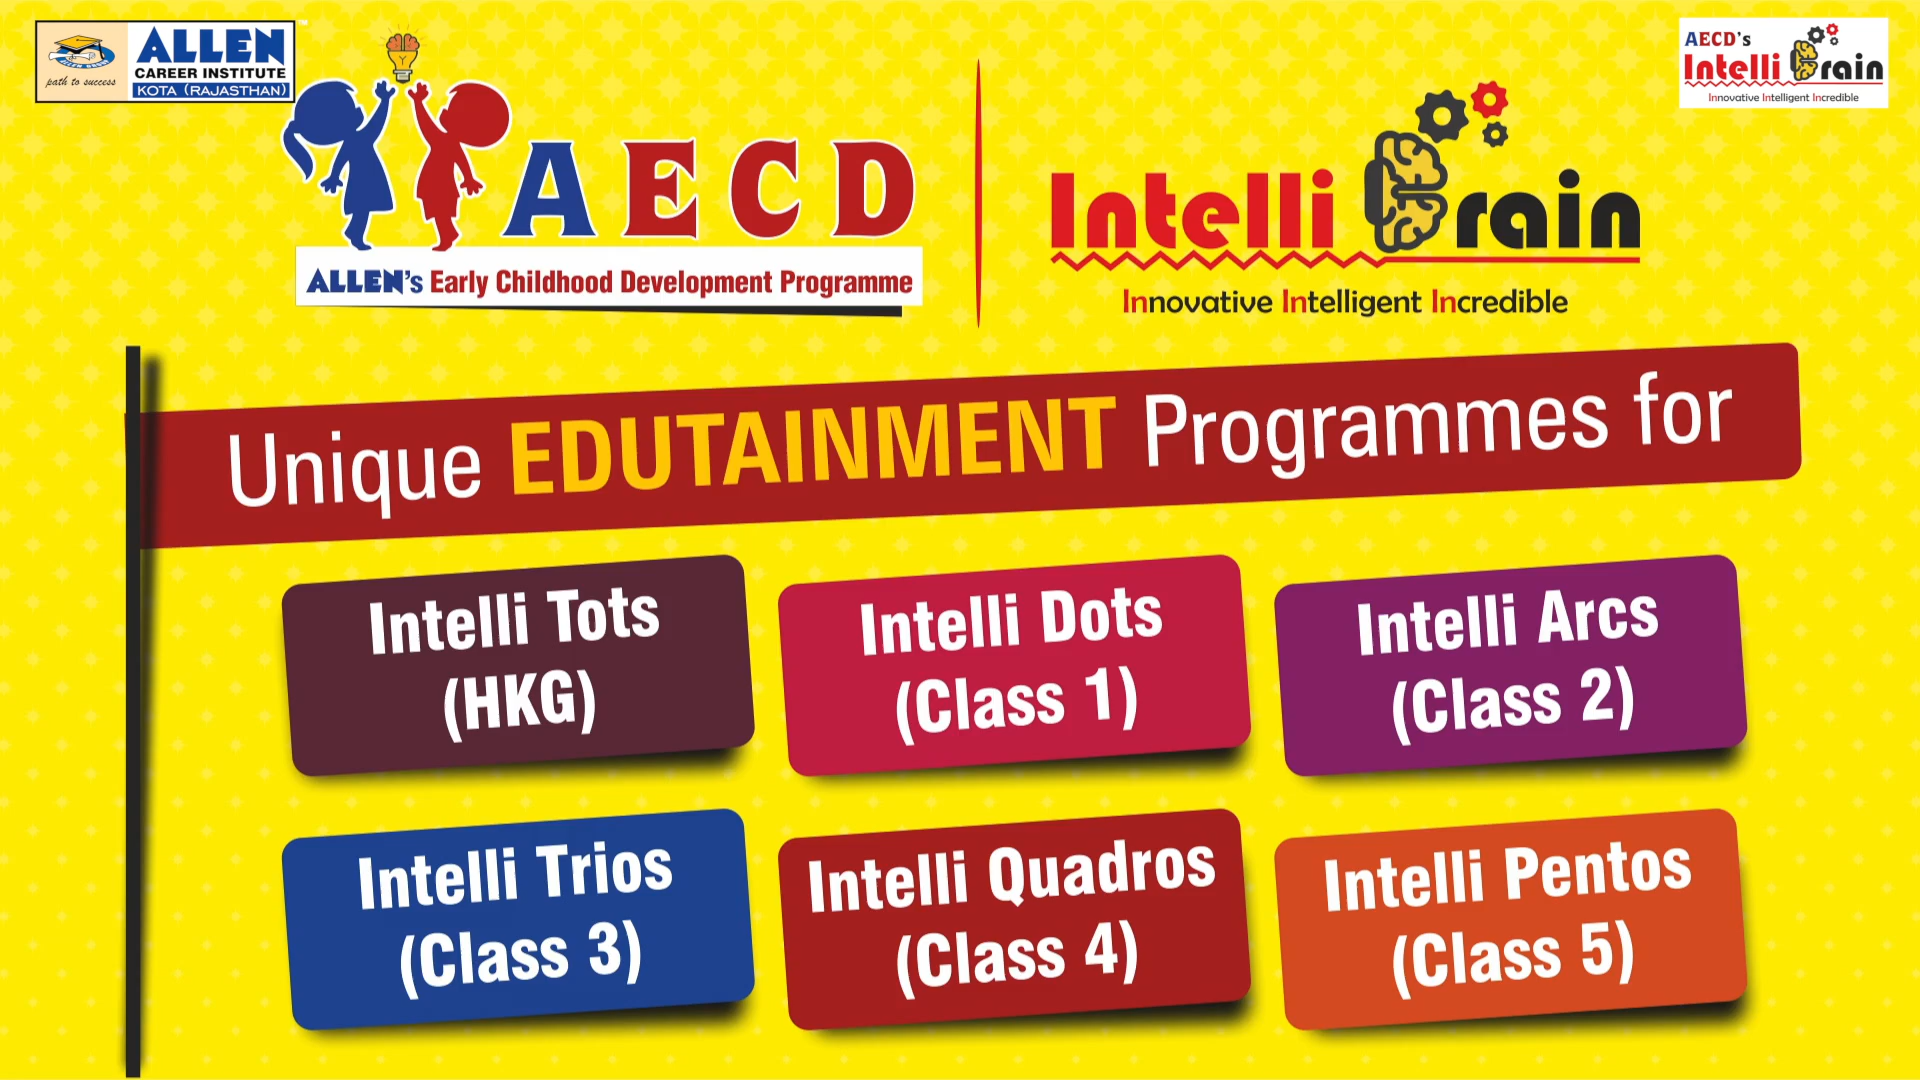 ALLEN
CAREER INSTITUTE
KOTA (RAJASTHAN)
path to success
AECD's
Intelli Brain
Innovative Intelligent Incredible
AECD
ALLEN's Early Childhood Development Programme
Intelli Brain
Innovative Intelligent Incredible
Unique EDUTAINMENT Programmes for
Intelli Tots
(HKG)
Intelli Dots
(Class 1)
Intelli Arcs
(Class 2)
Intelli Trios
(Class 3)
Intelli Quadros
(Class 4)
Intelli Pentos
(Class 5)